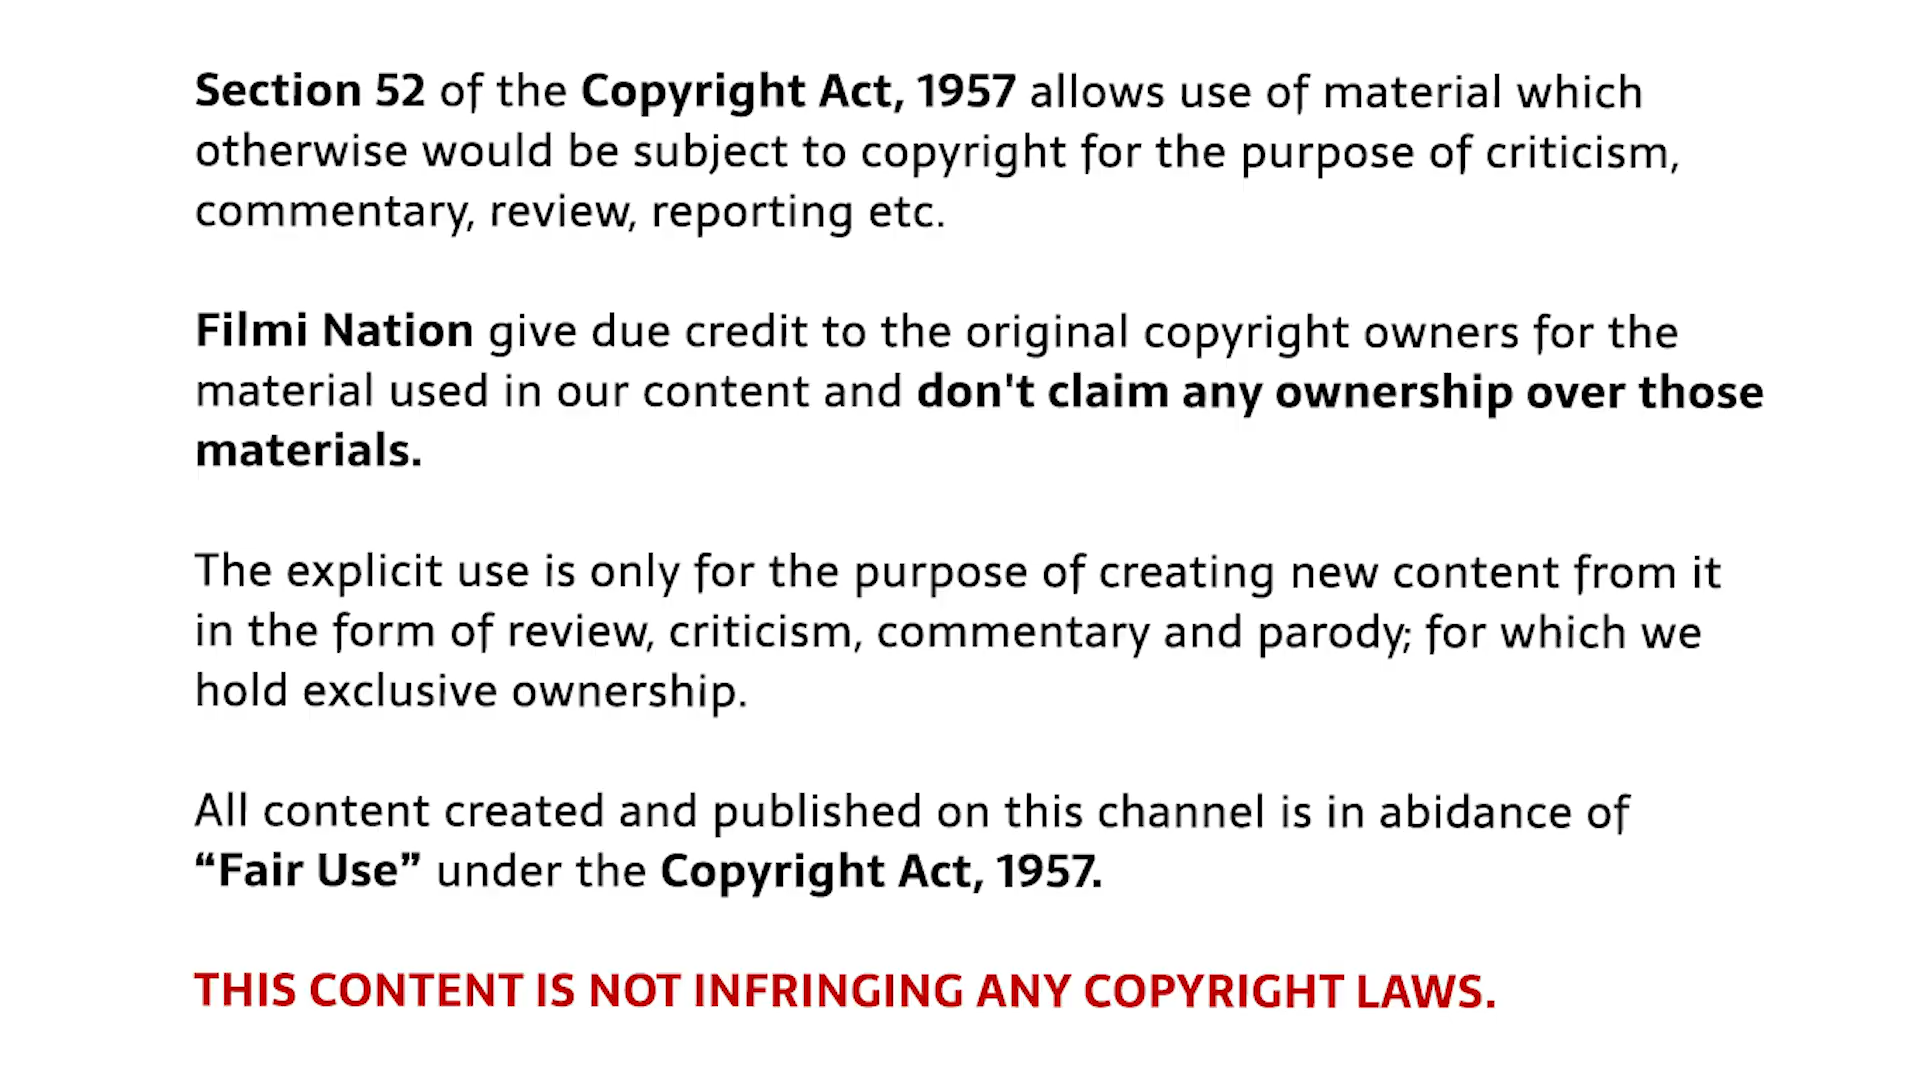 Section 52 of the Copyright Act, 1957 allows use of material which
otherwise would be subject to copyright for the purpose of criticism,
commentary, review, reporting etc.
Filmi Nation give due credit to the original copyright owners for the
material used in our content and don't claim any ownership over those
materials.
The explicit use is only for the purpose of creating new content from it
in the form of review, criticism, commentary and parody; for which we
hold exclusive ownership.
All content created and published on this channel is in abidance of
“Fair Use” under the Copyright Act, 1957.
THIS CONTENT IS NOT INFRINGING ANY COPYRIGHT LAWS.